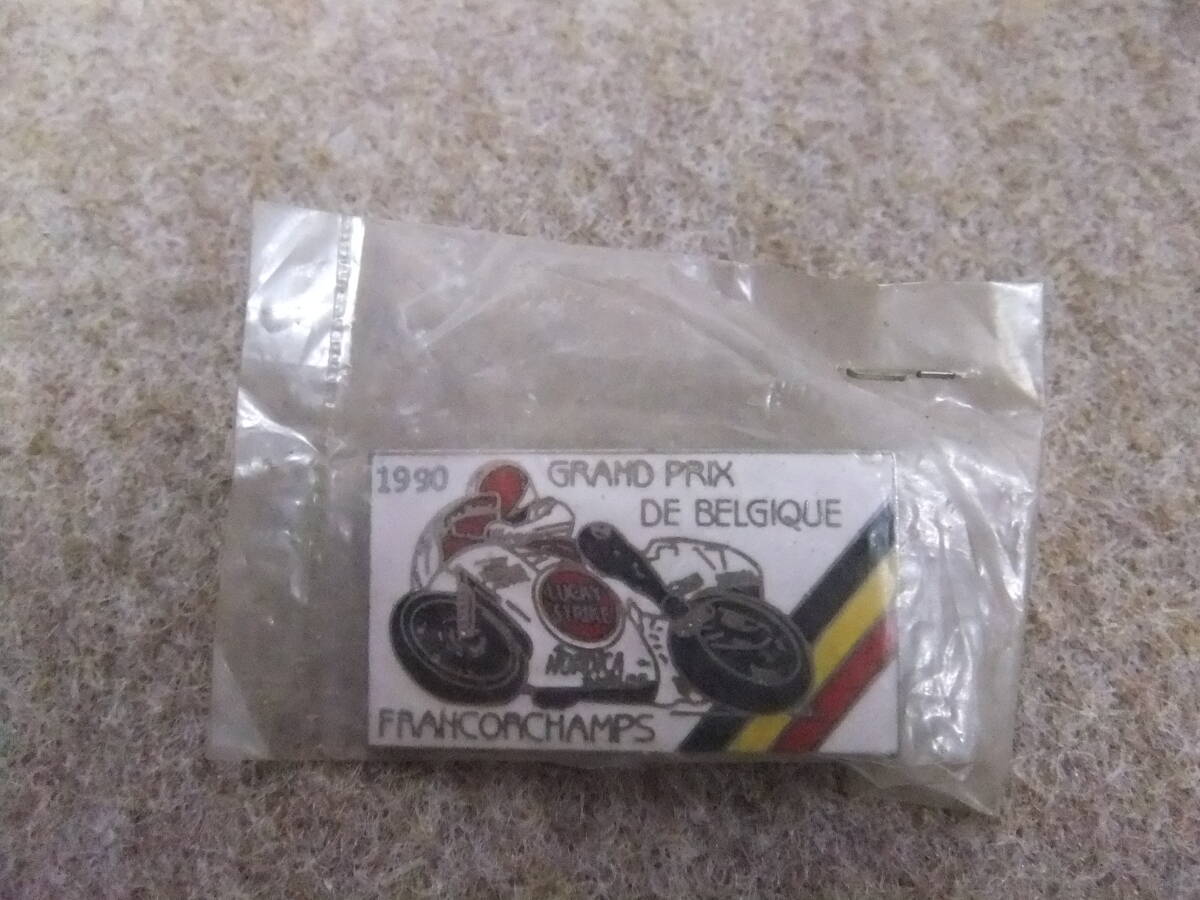 1990
GRAND PRIX
DE BELGIQUE
LUCKY
STRIKE
NORDICA
FRANCORCHAMPS